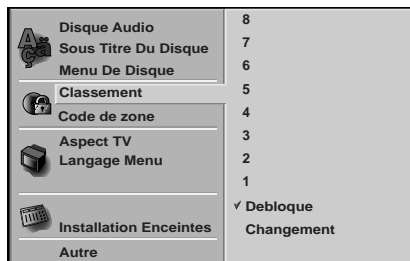 Disque Audio
Sous Titre Du Disque
Menu De Disque
Classement
Code de zone
Aspect TV
Langage Menu
Installation Enceintes
Autre
8
7
6
5
4
3
2
1
Debloque
Changement